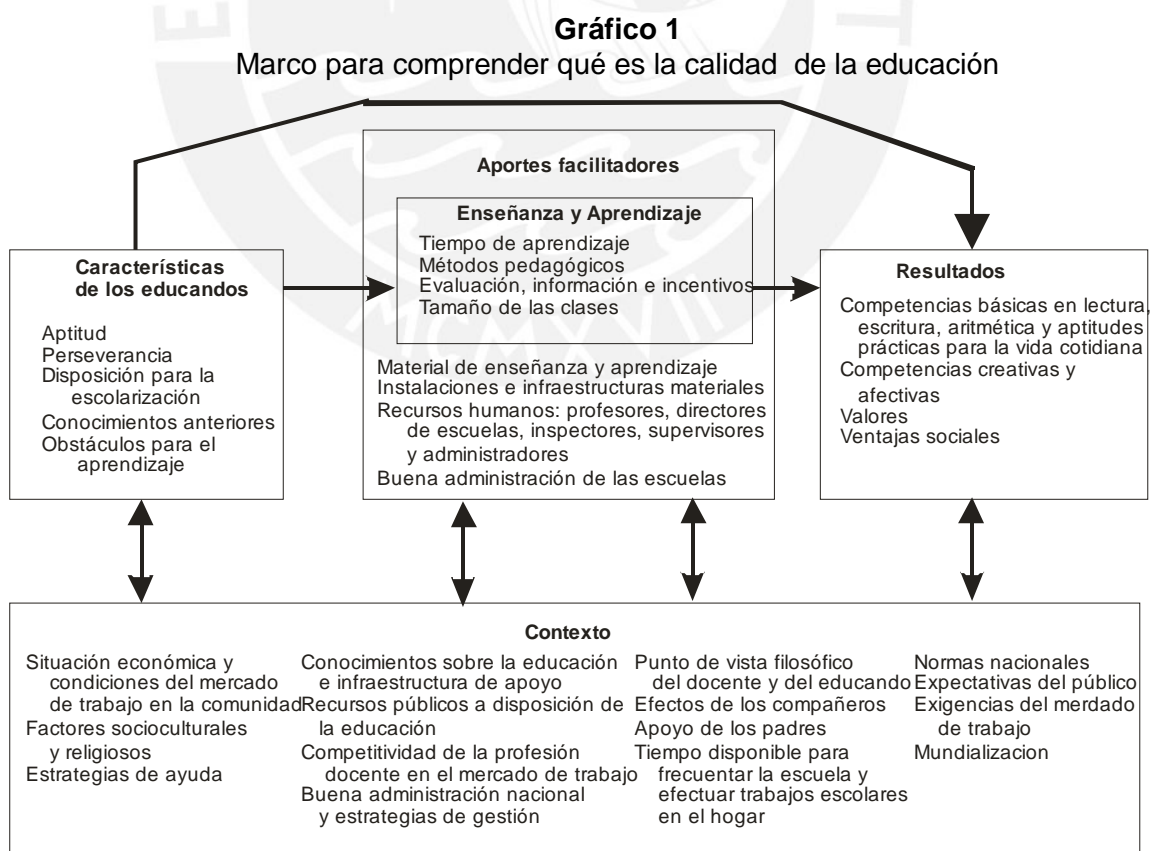 Gráfico 1
Marco para comprender qué es la calidad de la educación
Aportes facilitadores
Enseñanza y Aprendizaje
Tiempo de aprendizaje
Métodos pedagógicos
Evaluación, información e incentivos
Tamaño de las clases
Material de enseñanza y aprendizaje
Instalaciones e infraestructuras materiales
Recursos humanos: profesores, directores
de escuelas, inspectores, supervisores
y administradores
Buena administración de las escuelas
Características
de los educandos
Aptitud
Perseverancia
Disposición para la
escolarización
Conocimientos anteriores
Obstáculos para el
aprendizaje
Resultados
Competencias básicas en lectura,
escritura, aritmética y aptitudes
prácticas para la vida cotidiana
Competencias creativas y
afectivas
Valores
Ventajas sociales
Contexto
Situación económica y
condiciones del mercado
de trabajo en la comunidad
Factores socioculturales
y religiosos
Estrategias de ayuda
Conocimientos sobre la educación
e infraestructura de apoyo
Recursos públicos a disposición de
la educación
Competitividad de la profesión
docente en el mercado de trabajo
Buena administración nacional
y estrategias de gestión
Punto de vista filosófico
del docente y del educando
Efectos de los compañeros
Apoyo de los padres
Tiempo disponible para
frecuentar la escuela y
efectuar trabajos escolares
en el hogar
Normas nacionales
Expectativas del público
Exigencias del merdado
de trabajo
Mundializacion
MCMXVII